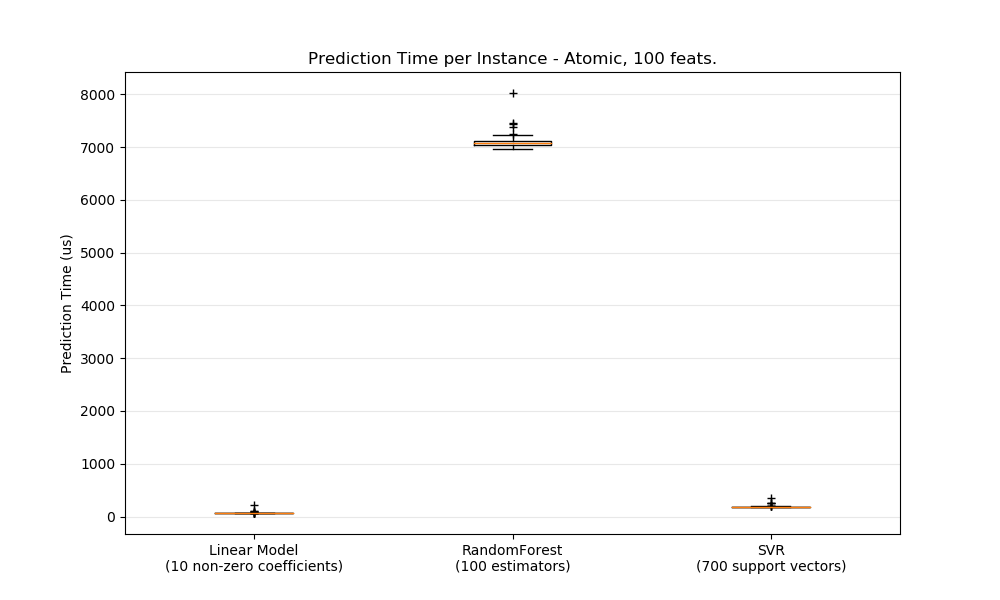 Prediction Time per Instance - Atomic, 100 feats.
8000
7000
6000
5000
4000
3000
2000
1000
0
Prediction Time (us)
Linear Model
(10 non-zero coefficients)
RandomForest
(100 estimators)
SVR
(700 support vectors)